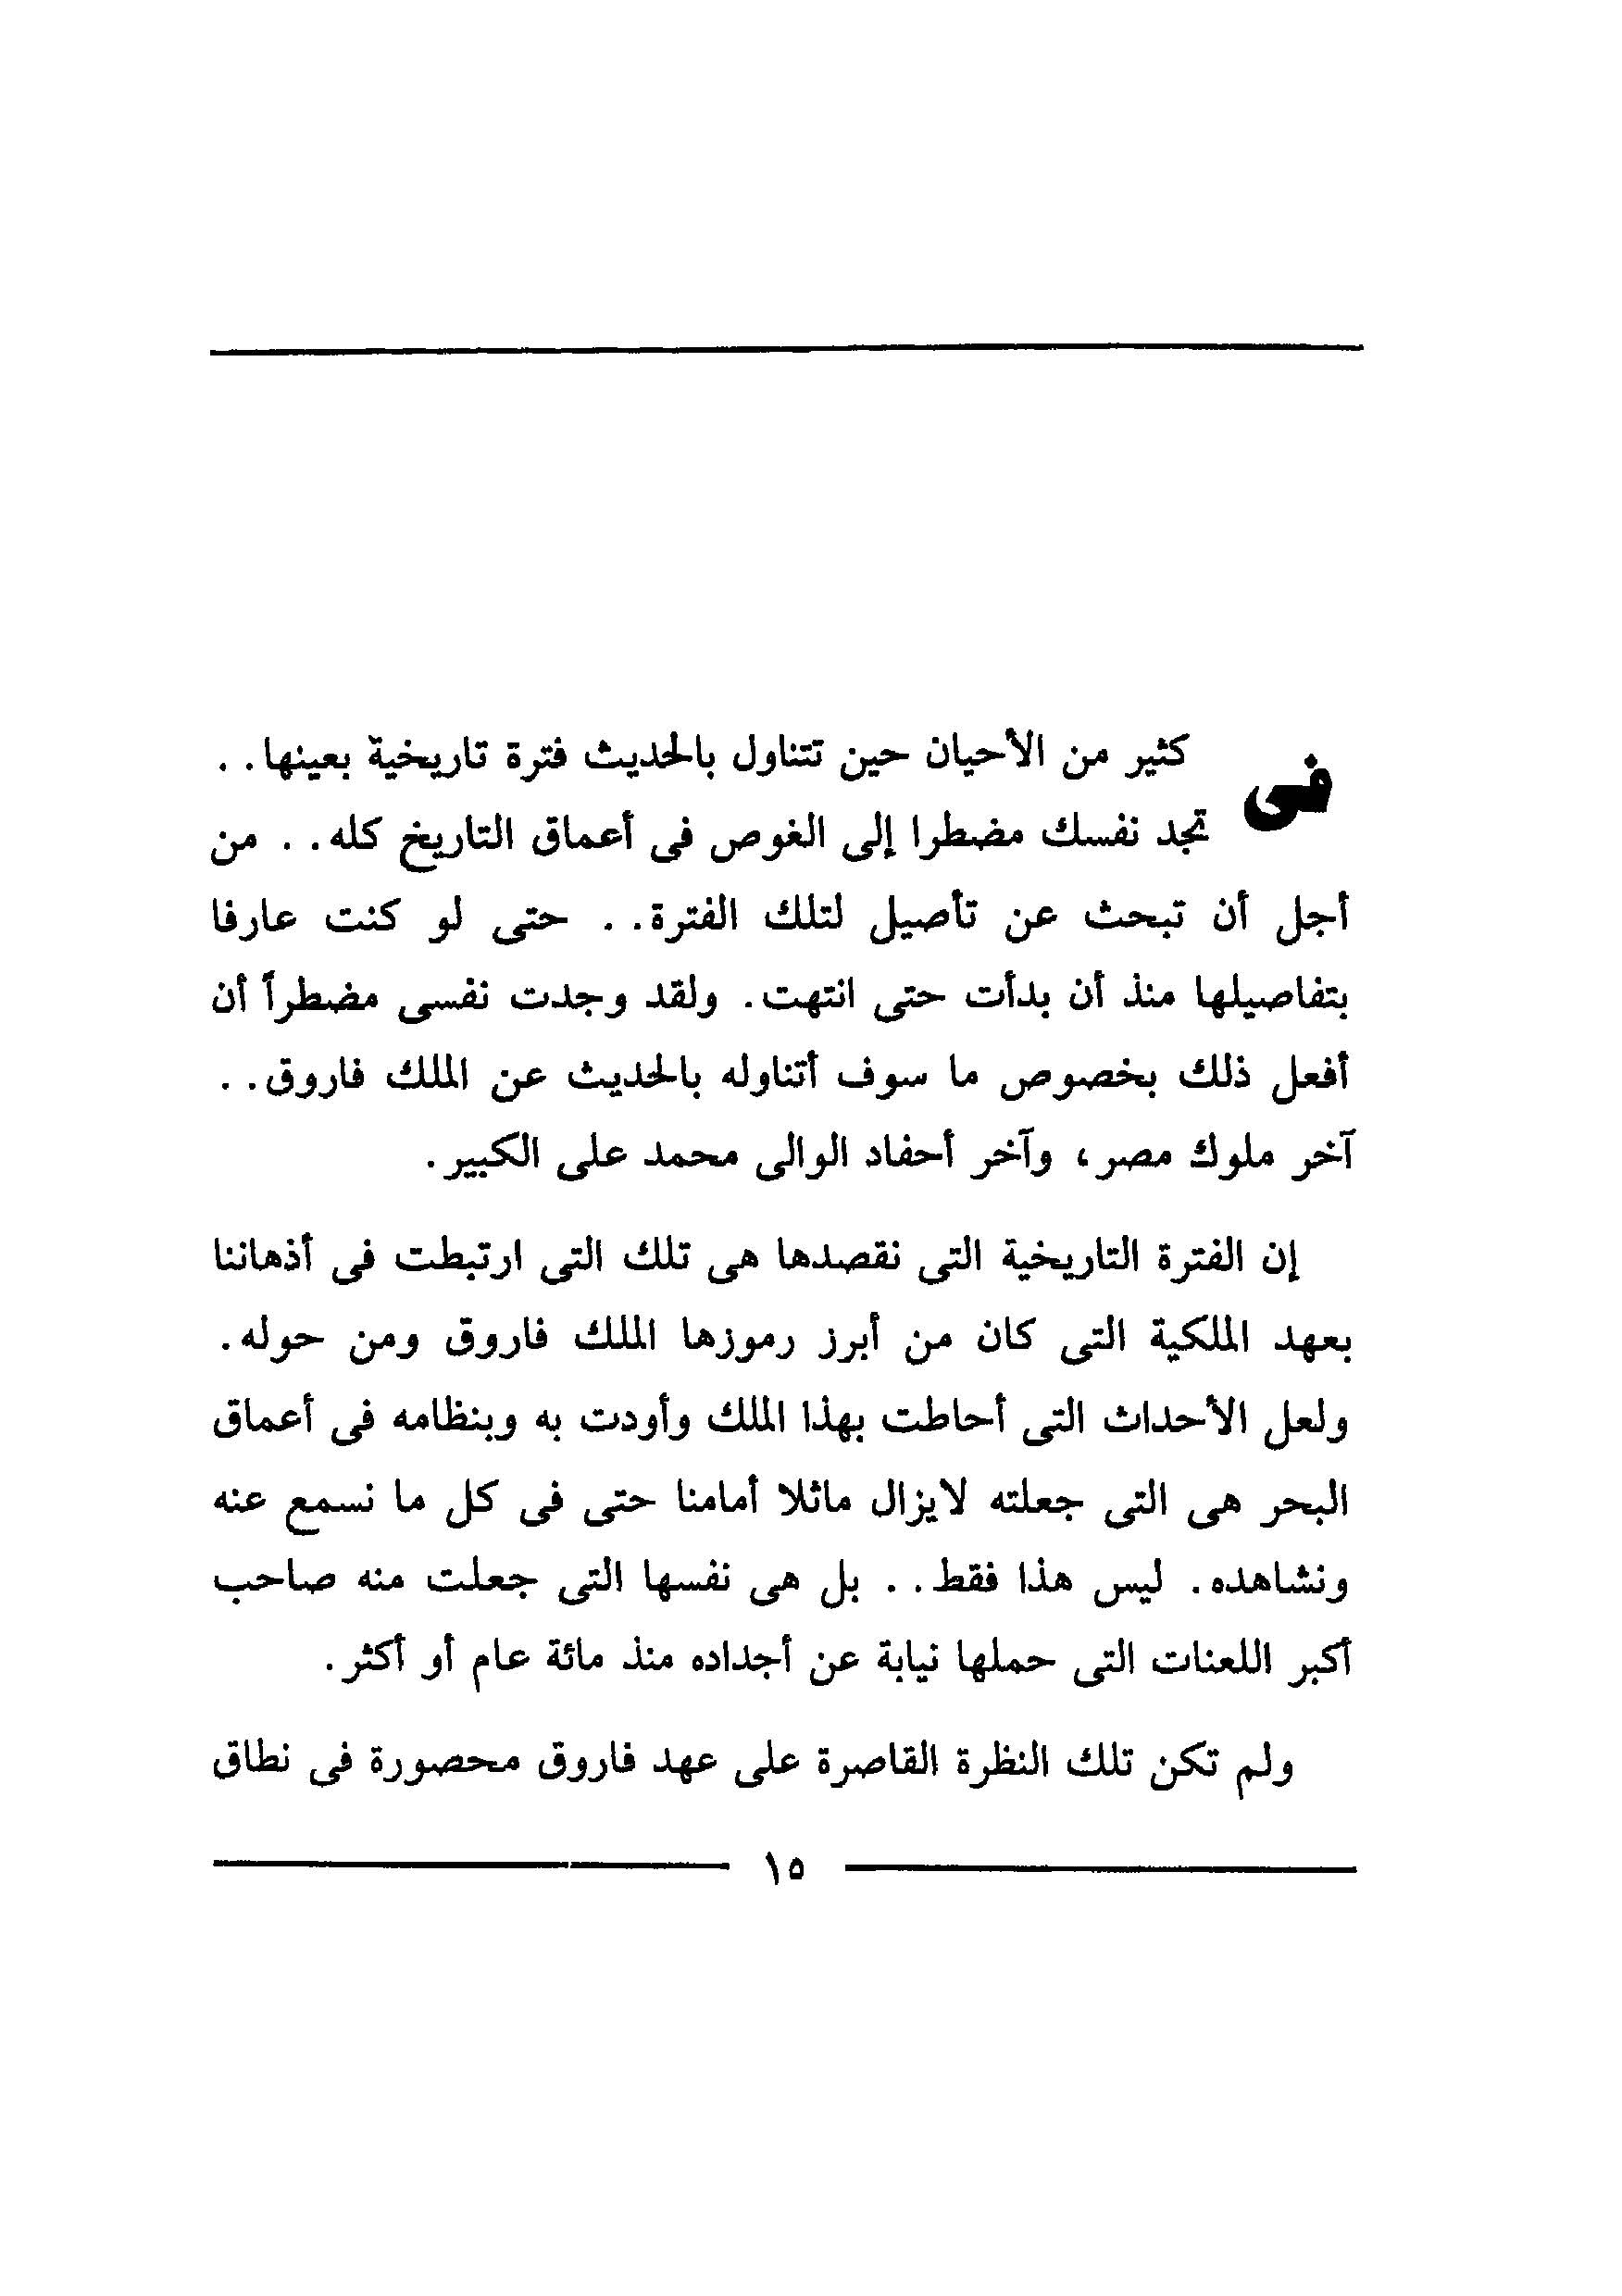 فى كثير من الأحيان حين تتناول بالحديث فترة تاريخية بعينها . .
تجد نفسك مضطرا إلى الغوص فى أعماق التاريخ كله . . من
أجل أن تبحث عن تأصيل لتلك الفترة . . حتى لو كنت عارفا
بتفاصيلها منذ أن بدأت حتى انتهت . ولقد وجدت نفسى مضطراً أن
أفعل ذلك بخصوص ما سوف أتناوله بالحديث عن الملك فاروق . .
آخر ملوك مصر ، وآخر أحفاد الوالى محمد على الكبير .
إن الفترة التاريخية التى نقصدها هى تلك التى ارتبطت فى أذهاننا
بعهد الملكية التى كان من أبرز رموزها الملك فاروق ومن حوله .
ولعل الأحداث التى أحاطت بهذا الملك وأودت به وبنظامه فى أعماق
البحر هى التى جعلته لايزال ماثلا أمامنا حتى فى كل ما نسمع عنه
ونشاهده . ليس هذا فقط . . بل هى نفسها التى جعلت منه صاحب
أكبر اللعنات التى حملها نيابة عن أجداده منذ مائة عام أو أكثر .
ولم تكن تلك النظرة القاصرة على عهد فاروق محصورة فى نطاق
١٥